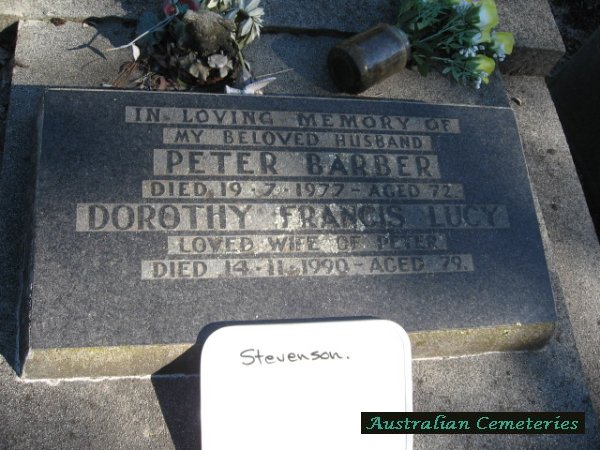 IN LOVING MEMORY OF
MY BELOVED HUSBAND
PETER BARBER
DIED 19-7-1977-AGED 72.
DOROTHY FRANCIS LUCY
LOVED WIFE OF PETER
DIED 14-11-1990-AGED 79.
Stevenson.
Australian Cemeteries